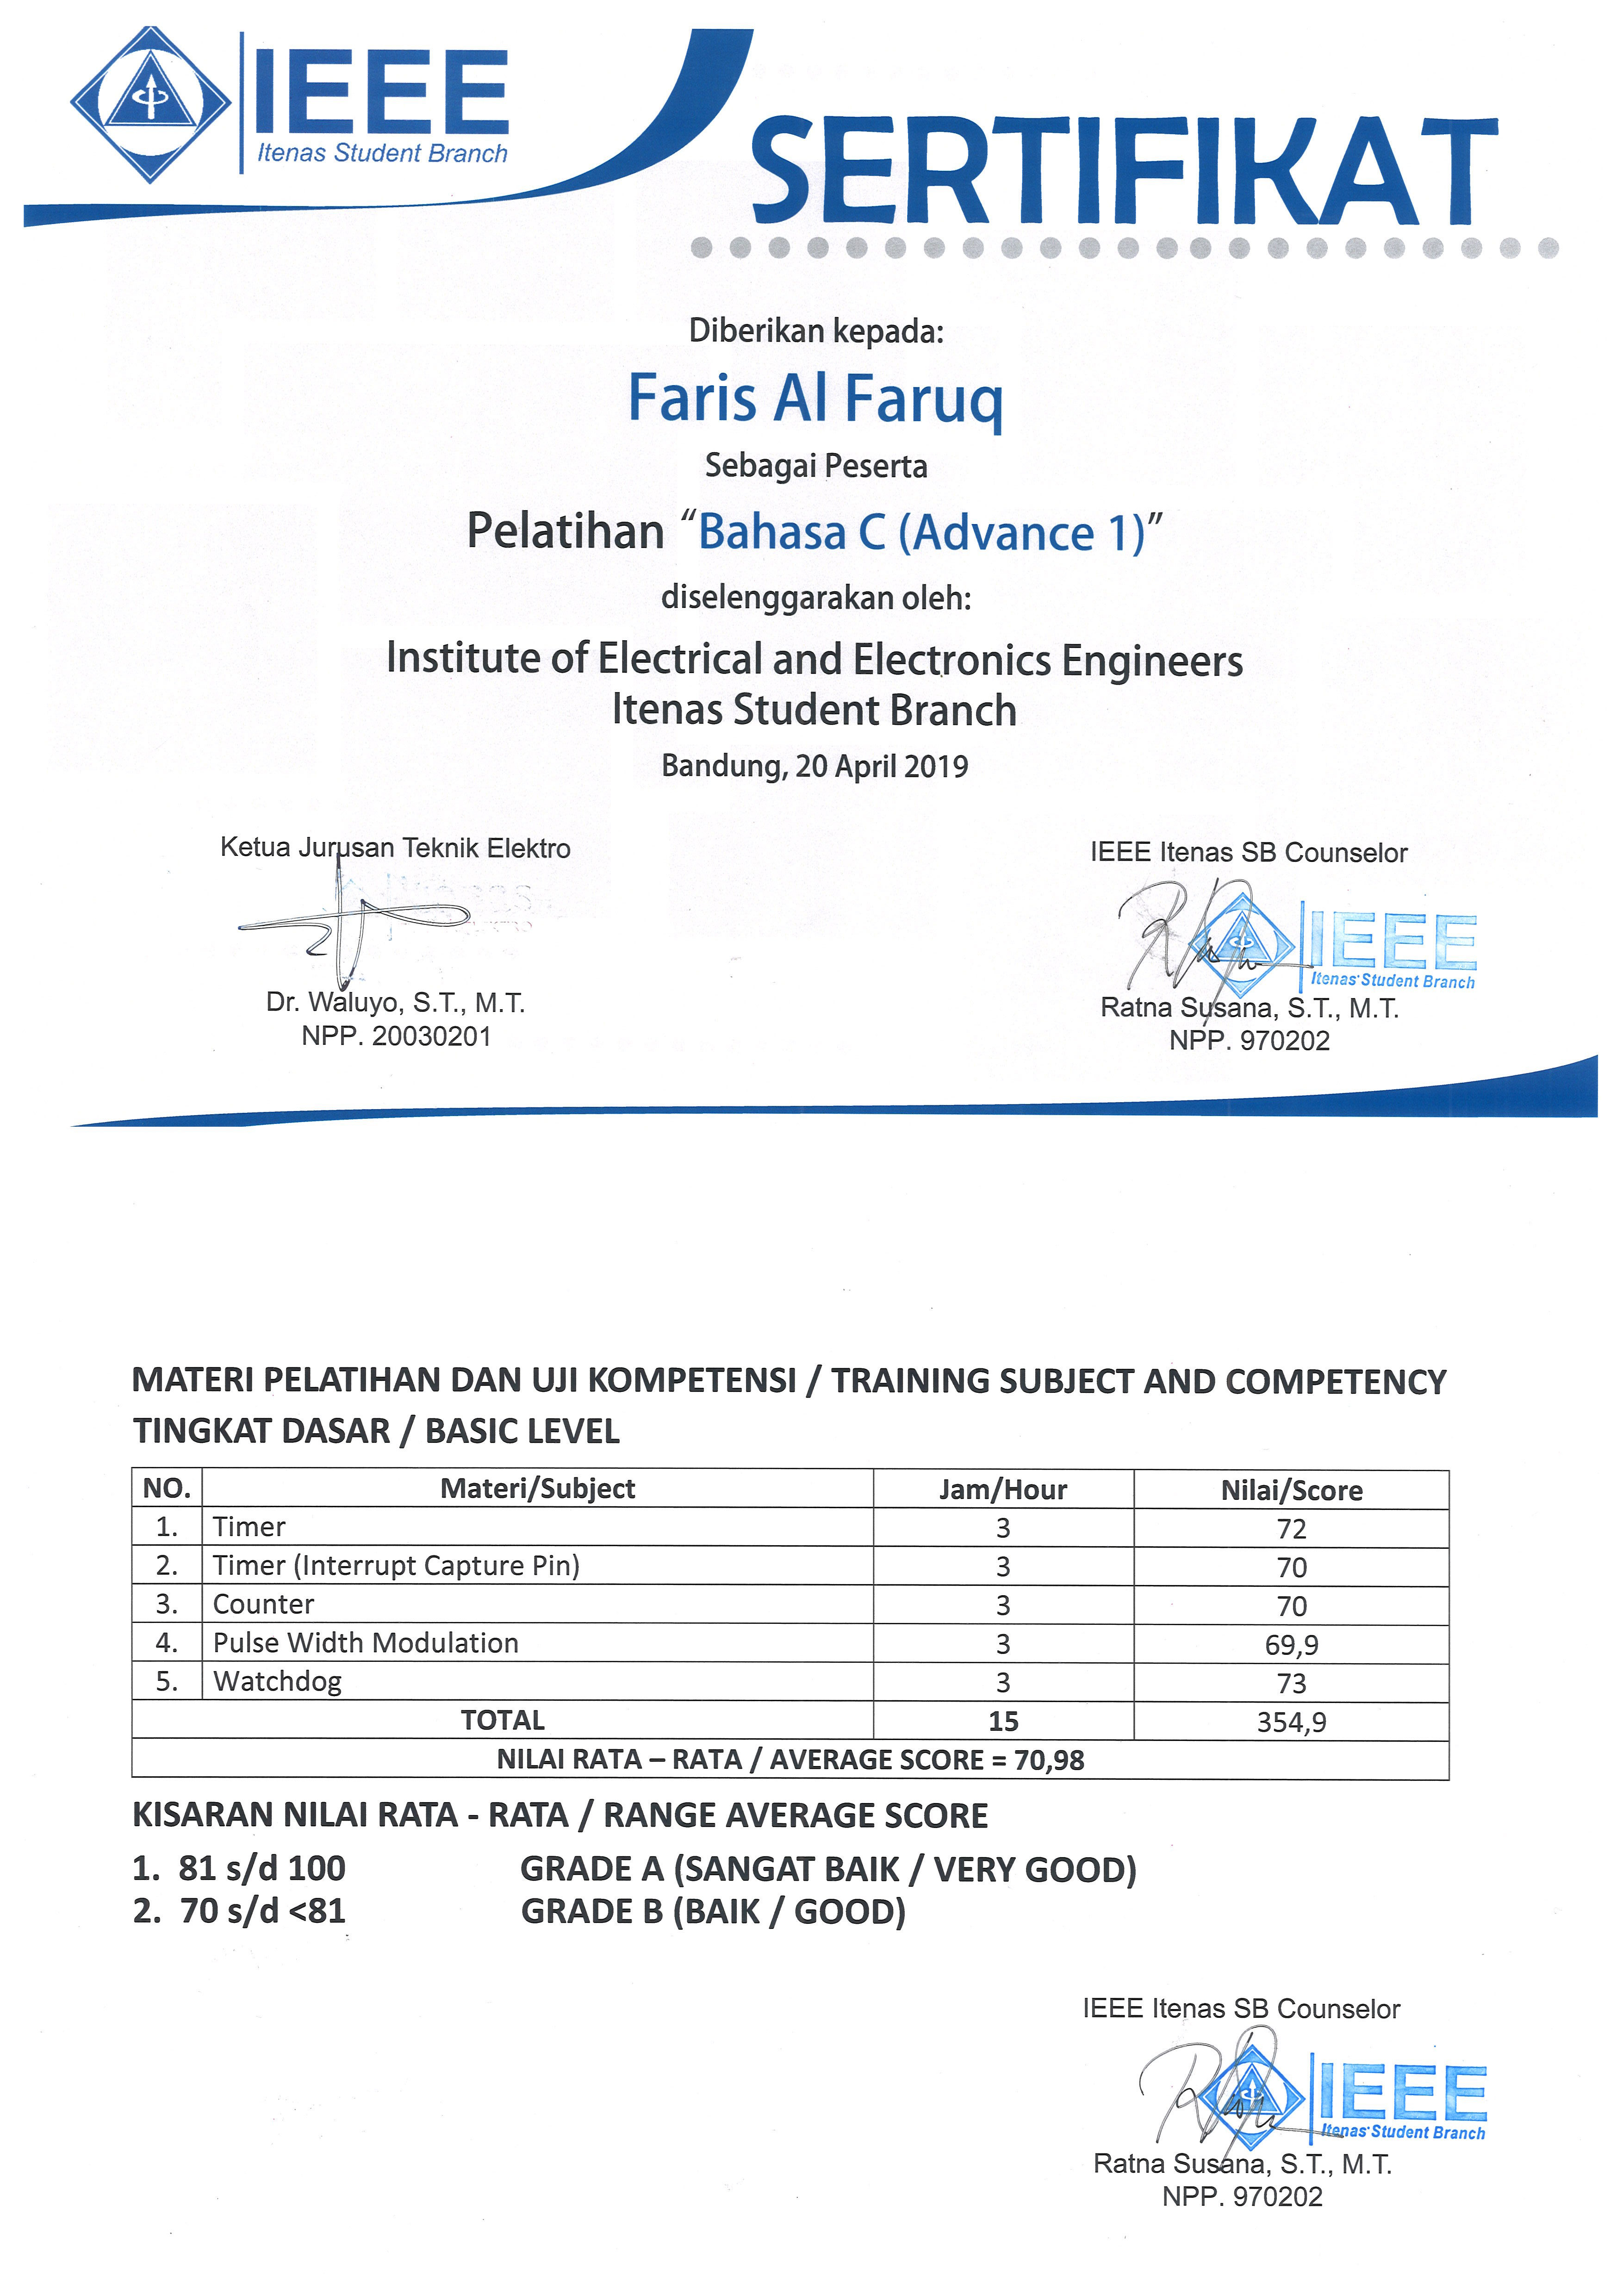 IEEE
Itenas Student Branch
SERTIFIKAT
Diberikan kepada:
Faris Al Faruq
Sebagai Peserta
Pelatihan “Bahasa C (Advance 1)”
diselenggarakan oleh:
Institute of Electrical and Electronics Engineers
Itenas Student Branch
Bandung, 20 April 2019
Ketua Jurusan Teknik Elektro
Dr. Waluyo, S.T., M.T.
NPP. 20030201
IEEE Itenas SB Counselor
IEEE
Itenas Student Branch
Ratna Susana, S.T., M.T.
NPP. 970202
MATERI PELATIHAN DAN UJI KOMPETENSI / TRAINING SUBJECT AND COMPETENCY
TINGKAT DASAR / BASIC LEVEL
NO. Materi/Subject Jam/Hour Nilai/Score
1. Timer 3 72
2. Timer (Interrupt Capture Pin) 3 70
3. Counter 3 70
4. Pulse Width Modulation 3 69,9
5. Watchdog 3 73
TOTAL 15 354,9
NILAI RATA – RATA / AVERAGE SCORE = 70,98
KISARAN NILAI RATA - RATA / RANGE AVERAGE SCORE
1. 81 s/d 100 GRADE A (SANGAT BAIK / VERY GOOD)
2. 70 s/d <81 GRADE B (BAIK / GOOD)
IEEE Itenas SB Counselor
IEEE
Itenas Student Branch
Ratna Susana, S.T., M.T.
NPP. 970202